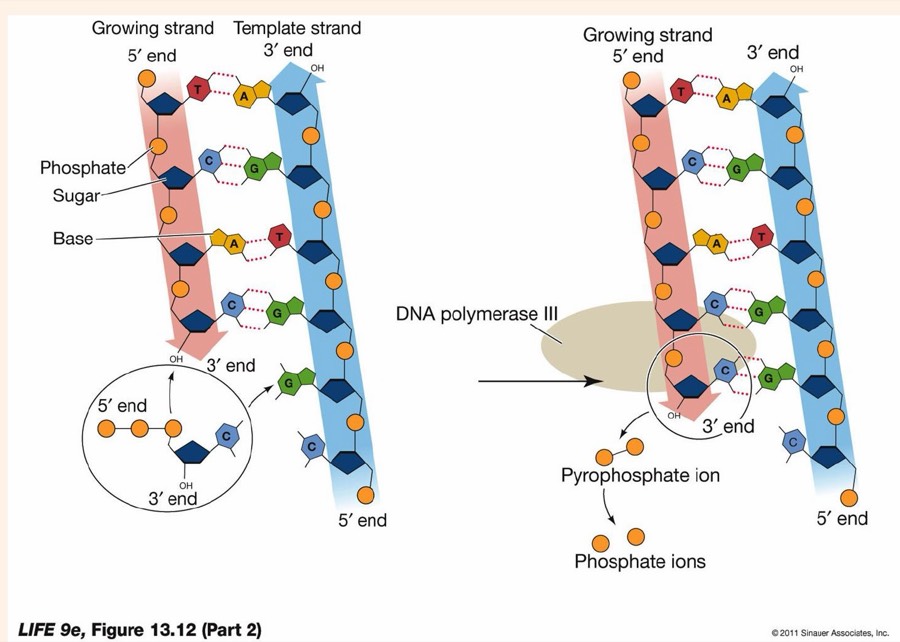 Growing strand
Template strand
5′ end
3′ end
OH
T
A
Phosphate
C
G
Sugar
Base
A
T
C
G
OH
3′ end
G
5′ end
C
OH
3′ end
C
5′ end
Growing strand
5′ end
3′ end
OH
T
A
C
G
A
T
DNA polymerase III
C
G
C
G
OH
3′ end
C
Pyrophosphate ion
5′ end
Phosphate ions
LIFE 9e, Figure 13.12 (Part 2)
© 2011 Sinauer Associates, Inc.